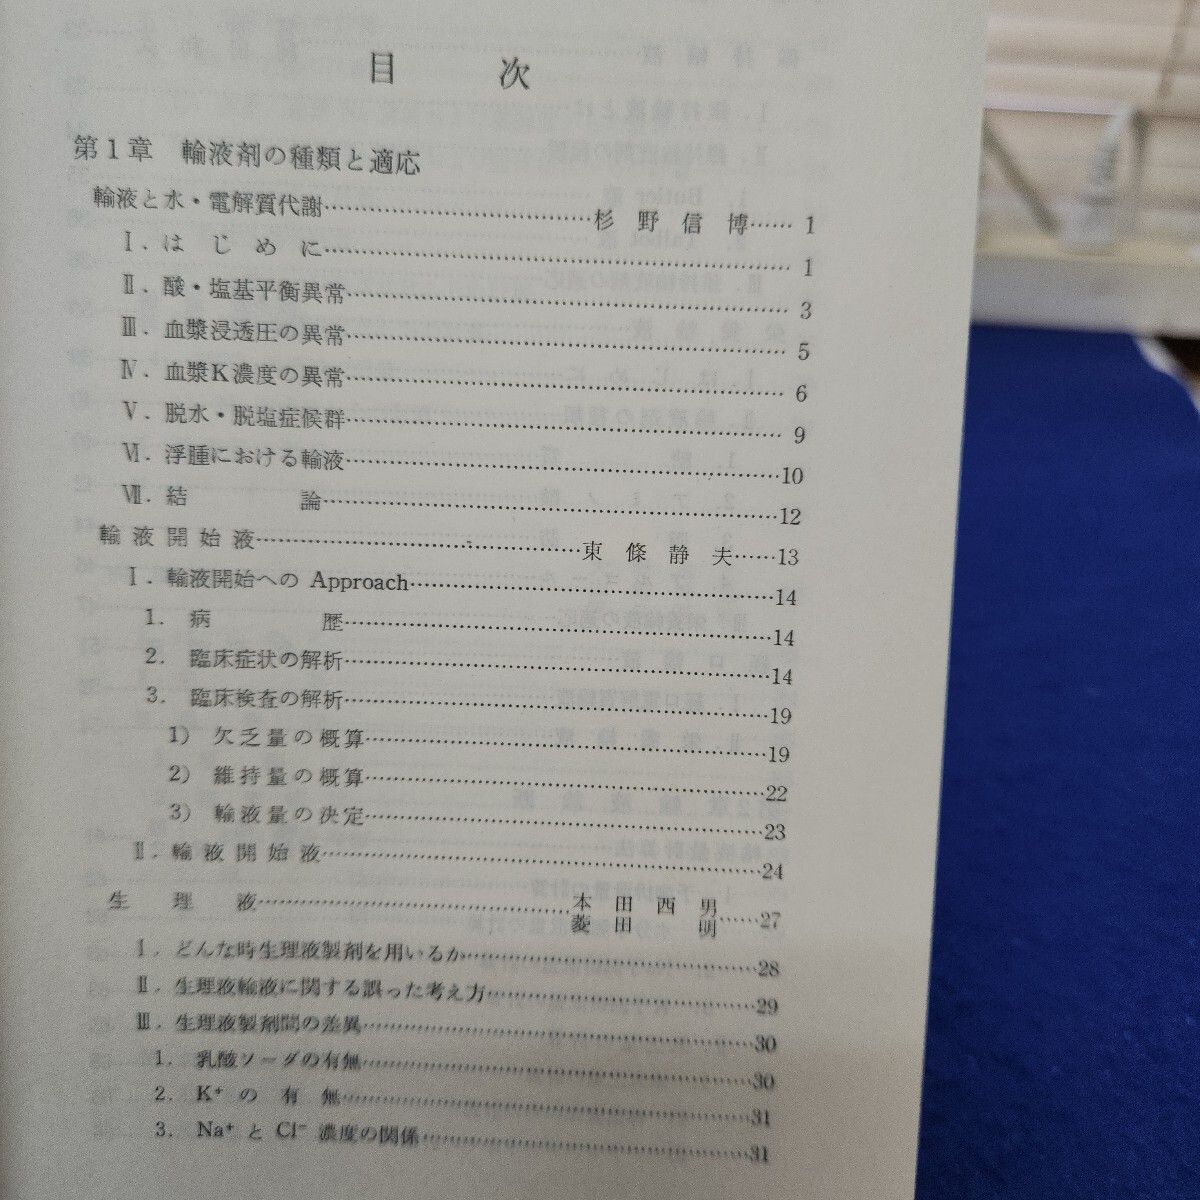 目 次
第1章 輸液剤の種類と適応
輸液と水・電解質代謝……杉野信博……1
Ⅰ.はじめに……1
Ⅱ.酸・塩基平衡異常……3
Ⅲ.血漿浸透圧の異常……5
Ⅳ.血漿K濃度の異常……6
Ⅴ.脱水・脱塩症候群……9
Ⅵ.浮腫における輸液……10
Ⅶ.結論……12
輸液開始液……東條静夫……13
Ⅰ.輸液開始への Approach……14
1. 病歴……14
2. 臨床症状の解析……14
3. 臨床検査の解析……19
1) 欠乏量の概算……19
2) 維持量の概算……22
3) 輸液量の決定……23
Ⅱ.輸液開始液……24
生理液……本田西男 菱田明……27
Ⅰ.どんな時生理液製剤を用いるか……28
Ⅱ.生理液輸液に関する誤った考え方……29
Ⅲ.生理液製剤間の差異……30
1. 乳酸ソーダの有無……30
2. K⁺の有無……31
3. Na⁺とCl⁻濃度の関係……31